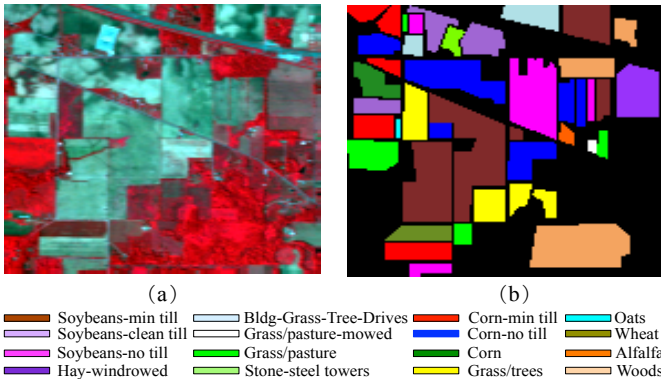 (a) (b)
Soybeans-min till Bldg-Grass-Tree-Drives Corn-min till Oats
Soybeans-clean till Grass/pasture-mowed Corn-no till Wheat
Soybeans-no till Grass/pasture Corn Alfalfa
Hay-windrowed Stone-steel towers Grass/trees Woods